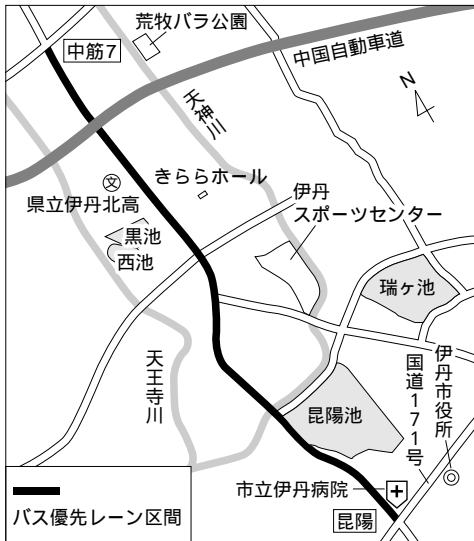 荒牧バラ公園
中筋7
中国自動車道
N
天神川
文
きららホール
県立伊丹北高
伊丹
スポーツセンター
黒池
西池
瑞ヶ池
天王寺川
国道171号
伊丹市役所
昆陽池
市立伊丹病院
バス優先レーン区間
昆陽